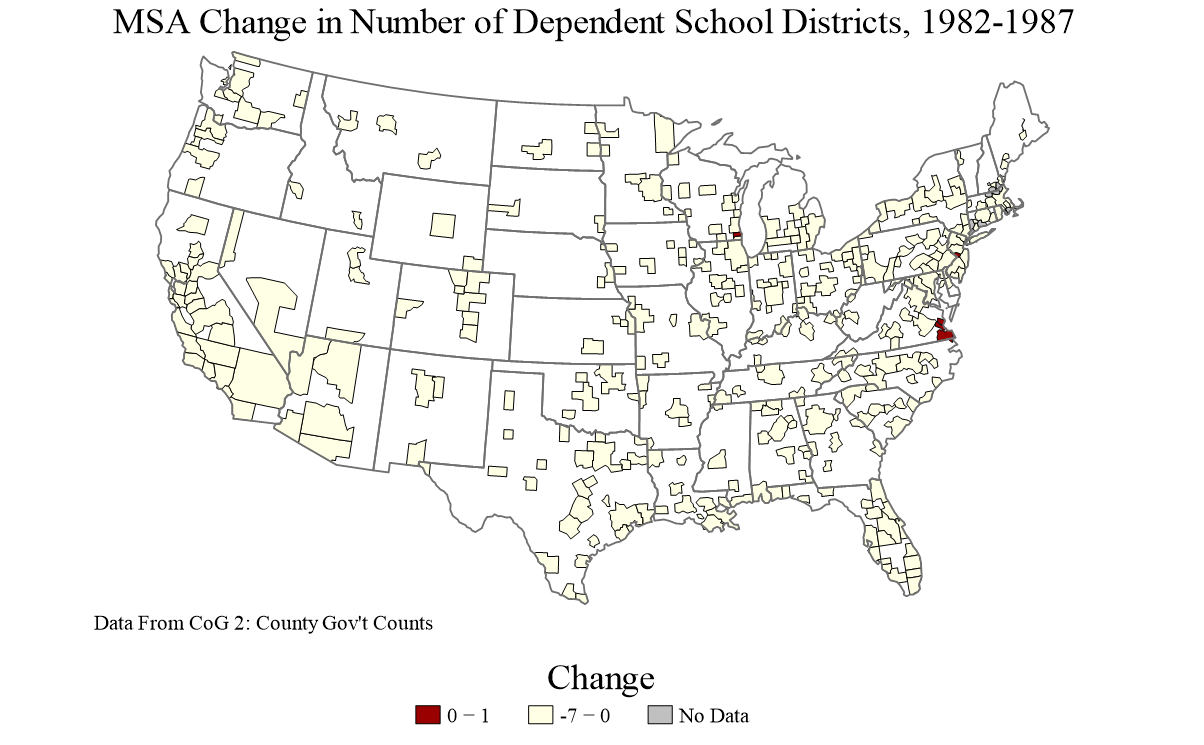 MSA Change in Number of Dependent School Districts, 1982-1987
Data From CoG 2: County Gov't Counts
Change
0 − 1
-7 − 0
No Data